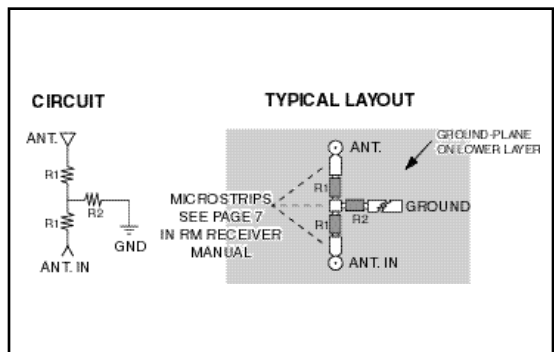 CIRCUIT
ANT.
R1
R2
R1
GND
ANT. IN
TYPICAL LAYOUT
ANT.
GROUND-PLANE
ON LOWER LAYER
R1
MICROSTRIPS
SEE PAGE 7
IN RM RECEIVER
MANUAL
R2
GROUND
R1
ANT. IN